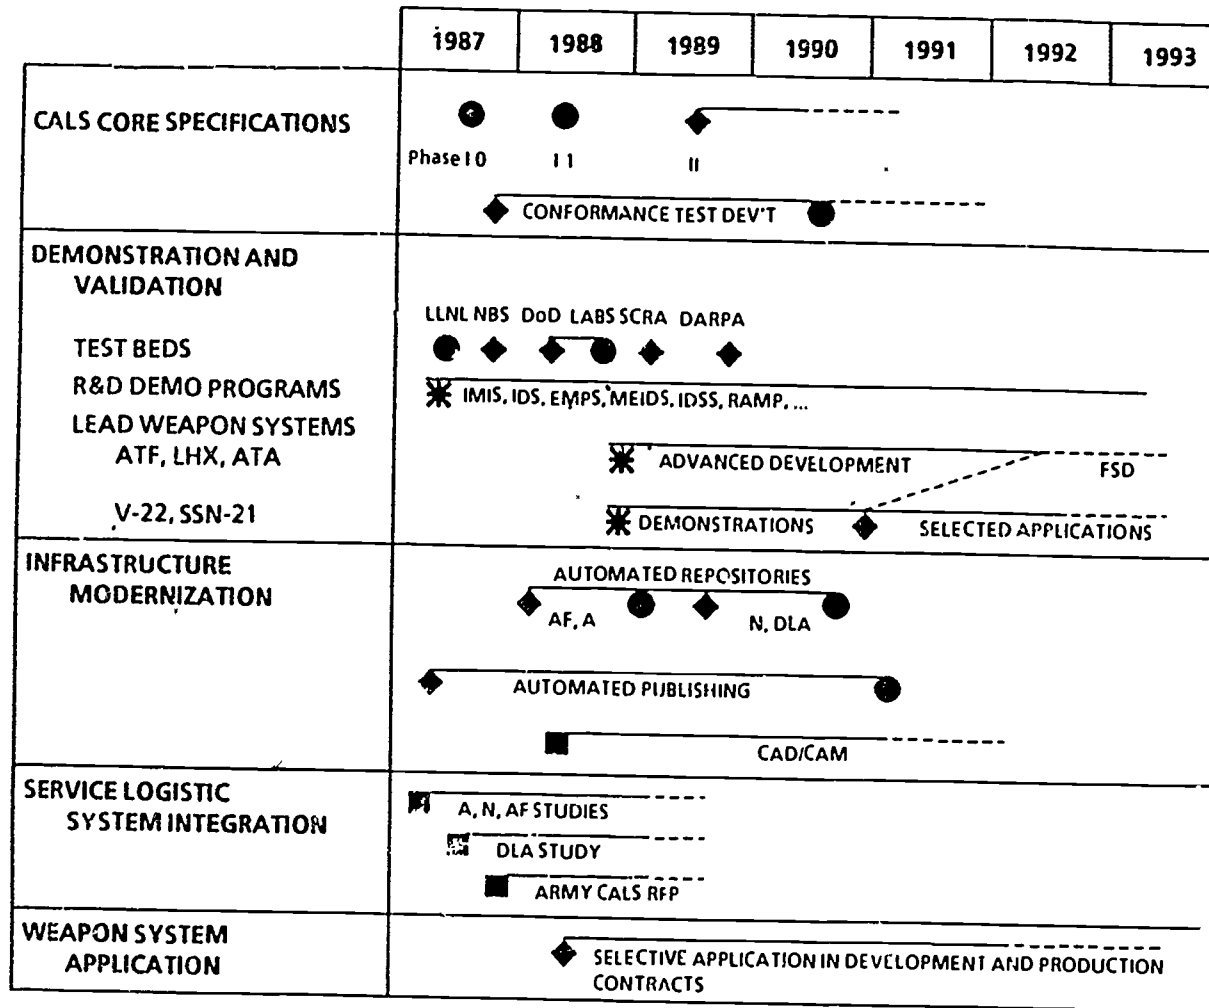 1987 1988 1989 1990 1991 1992 1993
CALS CORE SPECIFICATIONS
Phase I 0 I 1 II
CONFORMANCE TEST DEV'T
DEMONSTRATION AND
VALIDATION
LLNL NBS DoD LABS SCRA DARPA
TEST BEDS
R&D DEMO PROGRAMS
IMIS, IDS, EMPS, MEIDS, IDSS, RAMP, ...
LEAD WEAPON SYSTEMS
ATF, LHX, ATA
ADVANCED DEVELOPMENT
FSD
V-22, SSN-21
DEMONSTRATIONS
SELECTED APPLICATIONS
INFRASTRUCTURE
MODERNIZATION
AUTOMATED REPOSITORIES
AF, A
N, DLA
AUTOMATED PUBLISHING
CAD/CAM
SERVICE LOGISTIC
SYSTEM INTEGRATION
A, N, AF STUDIES
DLA STUDY
ARMY CALS RFP
WEAPON SYSTEM
APPLICATION
SELECTIVE APPLICATION IN DEVELOPMENT AND PRODUCTION
CONTRACTS